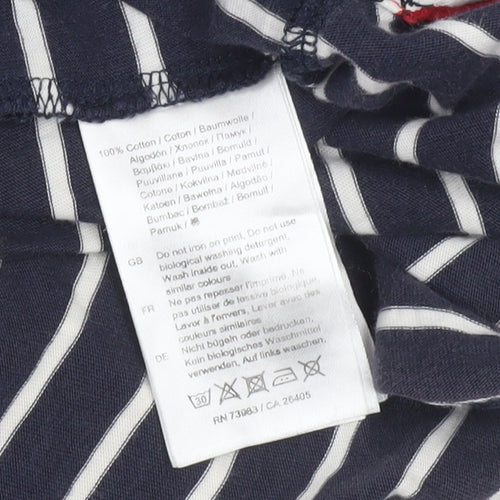 100% Cotton / Coton / Baumwolle /
Algodón / Хлопок / Памук /
Βαμβάκι / Bavlna / Bomuld /
Puuvillane / Puuvilla / Pamut /
Cotone / Kokvilna / Medvilnė /
Katoen / Bawełna / Algodão /
Bumbac / Bombaž / Bomull /
Pamuk / 棉
GB Do not iron on print. Do not use
biological washing detergent.
Wash inside out. Wash with
similar colours
FR Ne pas repasser l'imprimé. Ne
pas utiliser de lessive biologique.
Laver à l'envers. Laver avec
couleurs similaires
DE Nicht bügeln oder bedrucken.
Kein biologisches Waschmittel
verwenden. Auf links waschen.
30
RN 73983 / CA 26405